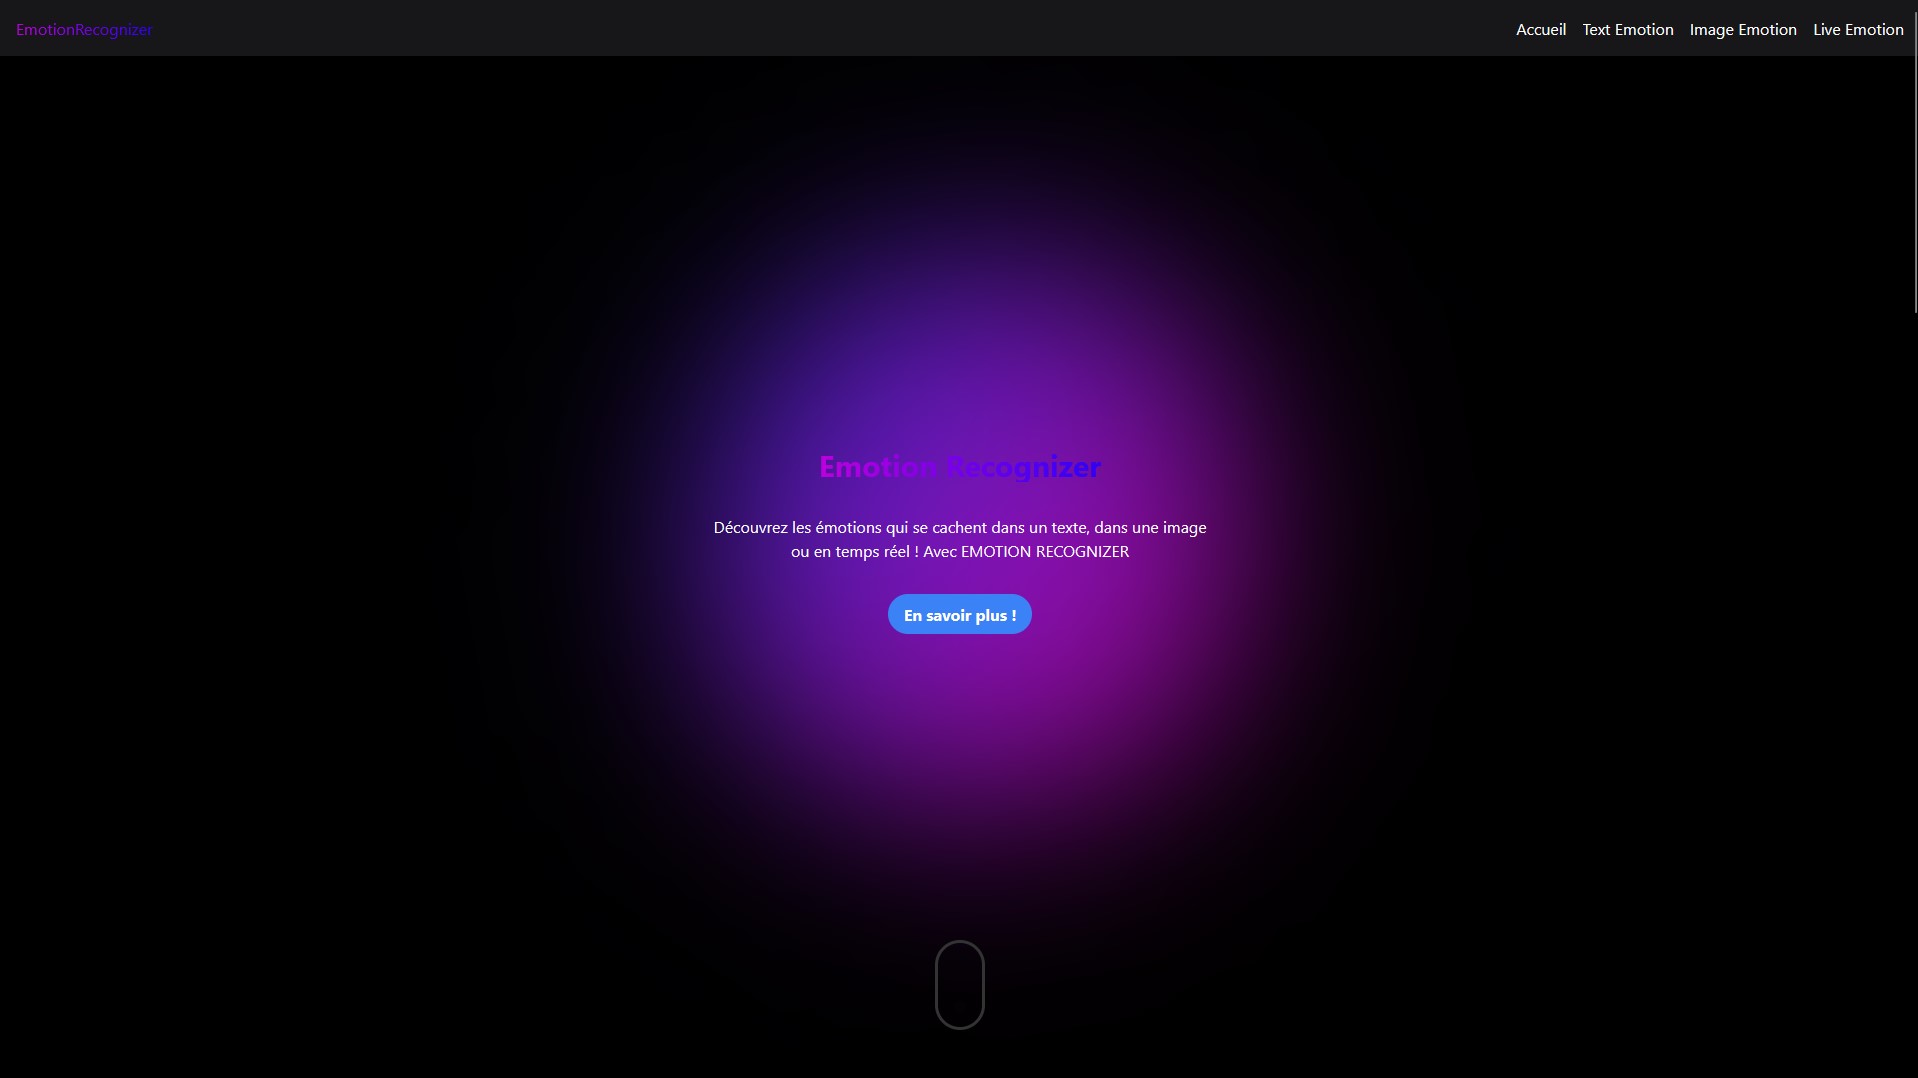 EmotionRecognizer
Accueil Text Emotion Image Emotion Live Emotion
Emotion Recognizer
Découvrez les émotions qui se cachent dans un texte, dans une image
ou en temps réel ! Avec EMOTION RECOGNIZER
En savoir plus !